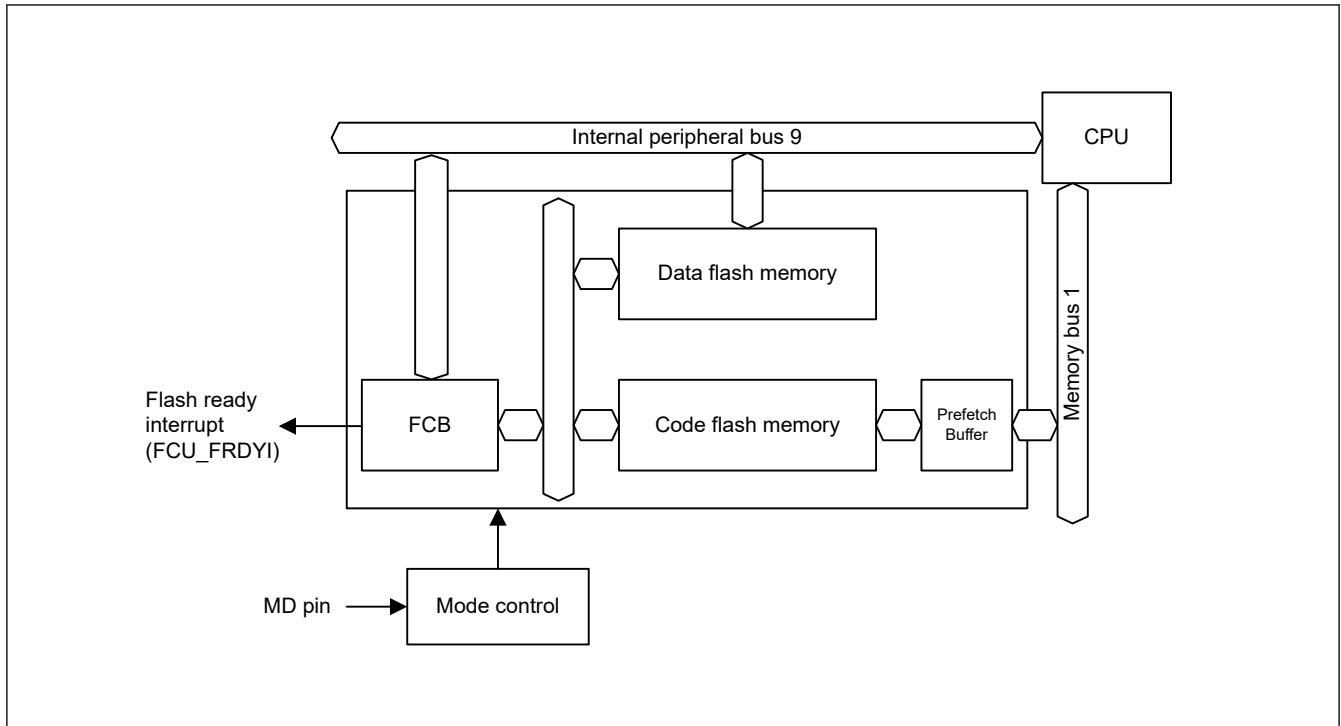 Internal peripheral bus 9
CPU
Data flash memory
Memory bus 1
Flash ready
interrupt
(FCU_FRDYI)
FCB
Code flash memory
Prefetch
Buffer
MD pin
Mode control